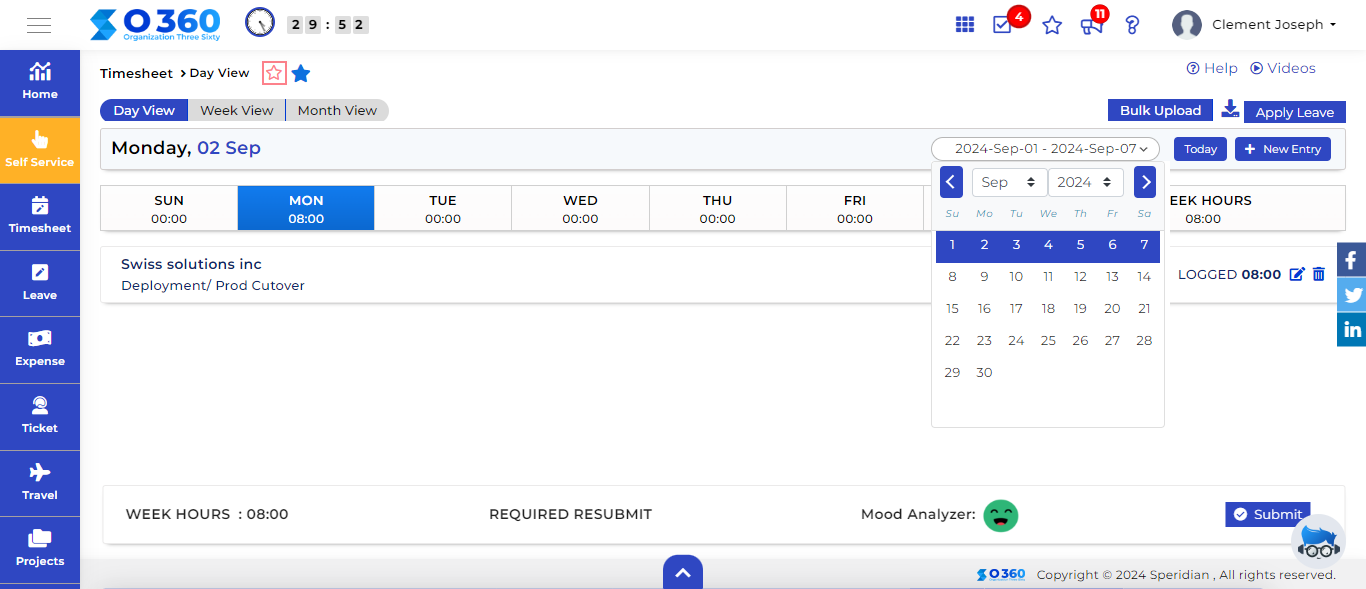 O 360
Organization Three Sixty
29:52
4
11
Clement Joseph
Home
Self Service
Timesheet
Leave
Expense
Ticket
Travel
Projects
Timesheet > Day View
Help
Videos
Day View
Week View
Month View
Bulk Upload
Apply Leave
Monday, 02 Sep
2024-Sep-01 - 2024-Sep-07
Today
+ New Entry
SUN
00:00
MON
08:00
TUE
00:00
WED
00:00
THU
00:00
FRI
00:00
EEK HOURS
08:00
Sep
2024
Su Mo Tu We Th Fr Sa
1 2 3 4 5 6 7
8 9 10 11 12 13 14
15 16 17 18 19 20 21
22 23 24 25 26 27 28
29 30
Swiss solutions inc
Deployment/ Prod Cutover
LOGGED 08:00
f
in
WEEK HOURS : 08:00
REQUIRED RESUBMIT
Mood Analyzer:
Submit
O 360
Copyright © 2024 Speridian , All rights reserved.